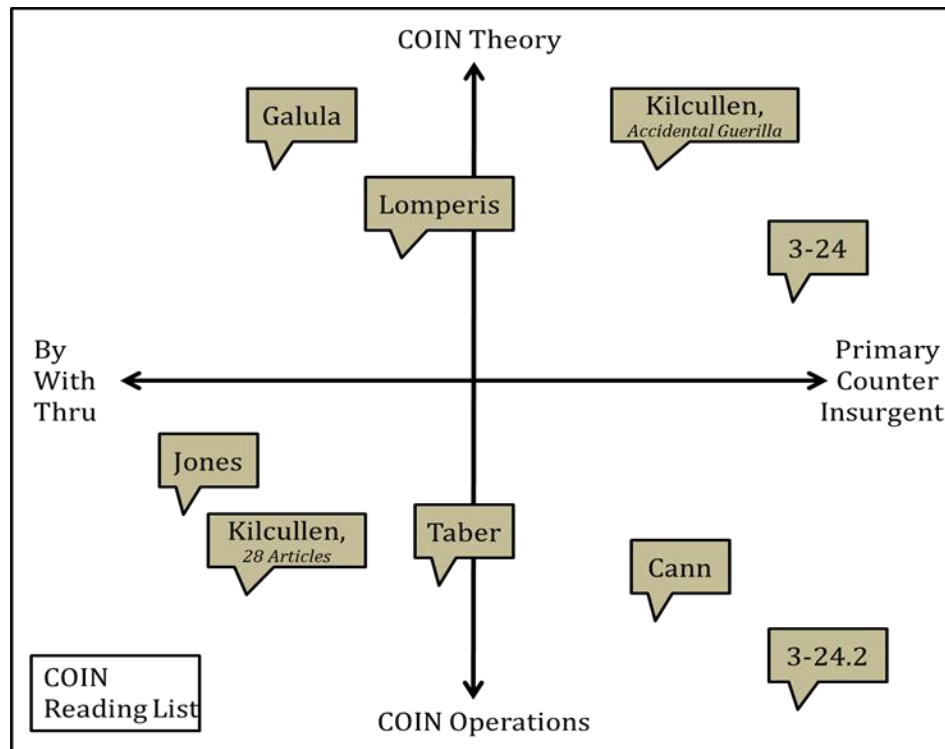 COIN Theory
Galula
Kilcullen,
Accidental Guerilla
Lomperis
3-24
By
With
Thru
Primary
Counter
Insurgent
Jones
Kilcullen,
28 Articles
Taber
Cann
3-24.2
COIN
Reading List
COIN Operations